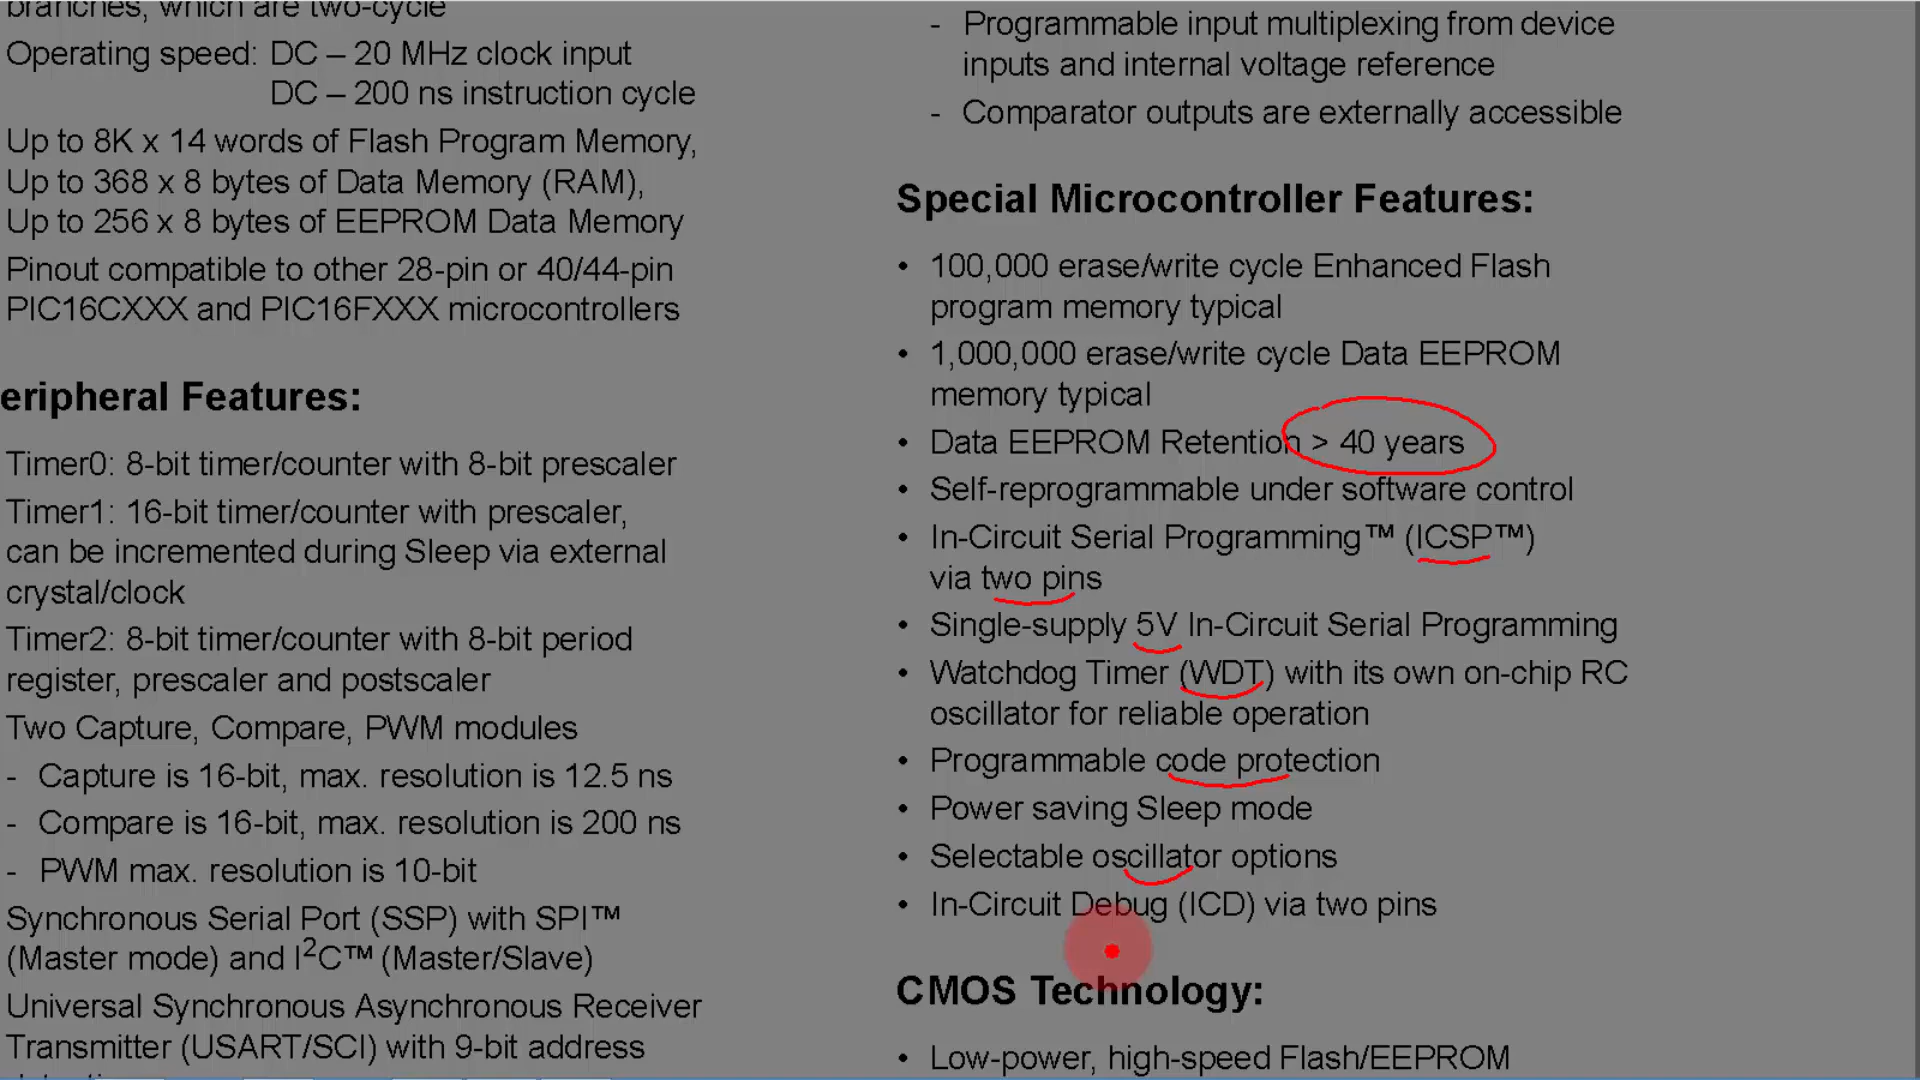 branches, which are two-cycle
Operating speed: DC – 20 MHz clock input
DC – 200 ns instruction cycle
Up to 8K x 14 words of Flash Program Memory,
Up to 368 x 8 bytes of Data Memory (RAM),
Up to 256 x 8 bytes of EEPROM Data Memory
Pinout compatible to other 28-pin or 40/44-pin
PIC16CXXX and PIC16FXXX microcontrollers
eripheral Features:
Timer0: 8-bit timer/counter with 8-bit prescaler
Timer1: 16-bit timer/counter with prescaler,
can be incremented during Sleep via external
crystal/clock
Timer2: 8-bit timer/counter with 8-bit period
register, prescaler and postscaler
Two Capture, Compare, PWM modules
- Capture is 16-bit, max. resolution is 12.5 ns
- Compare is 16-bit, max. resolution is 200 ns
- PWM max. resolution is 10-bit
Synchronous Serial Port (SSP) with SPI™
(Master mode) and I²C™ (Master/Slave)
Universal Synchronous Asynchronous Receiver
Transmitter (USART/SCI) with 9-bit address
- Programmable input multiplexing from device
inputs and internal voltage reference
- Comparator outputs are externally accessible
Special Microcontroller Features:
• 100,000 erase/write cycle Enhanced Flash
program memory typical
• 1,000,000 erase/write cycle Data EEPROM
memory typical
• Data EEPROM Retention > 40 years
• Self-reprogrammable under software control
• In-Circuit Serial Programming™ (ICSP™)
via two pins
• Single-supply 5V In-Circuit Serial Programming
• Watchdog Timer (WDT) with its own on-chip RC
oscillator for reliable operation
• Programmable code protection
• Power saving Sleep mode
• Selectable oscillator options
• In-Circuit Debug (ICD) via two pins
CMOS Technology:
• Low-power, high-speed Flash/EEPROM